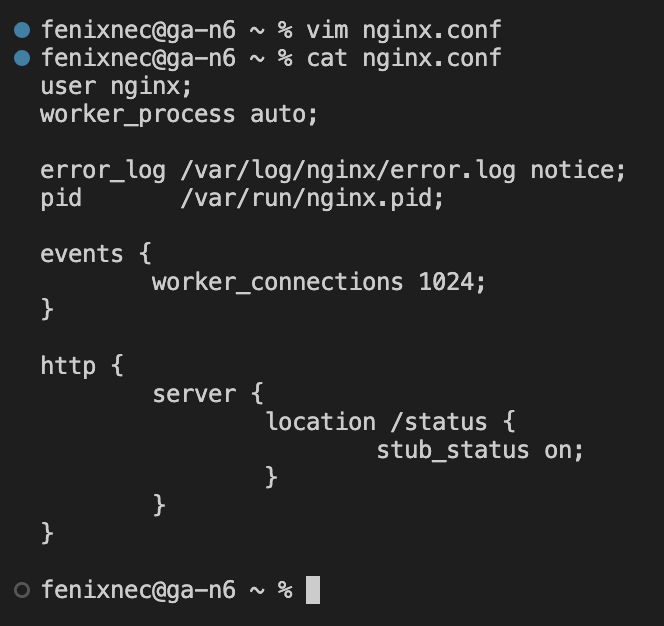 fenixnec@ga-n6 ~ % vim nginx.conf
fenixnec@ga-n6 ~ % cat nginx.conf
user nginx;
worker_process auto;

error_log /var/log/nginx/error.log notice;
pid       /var/run/nginx.pid;

events {
        worker_connections 1024;
}

http {
        server {
                location /status {
                        stub_status on;
                }
        }
}

fenixnec@ga-n6 ~ %